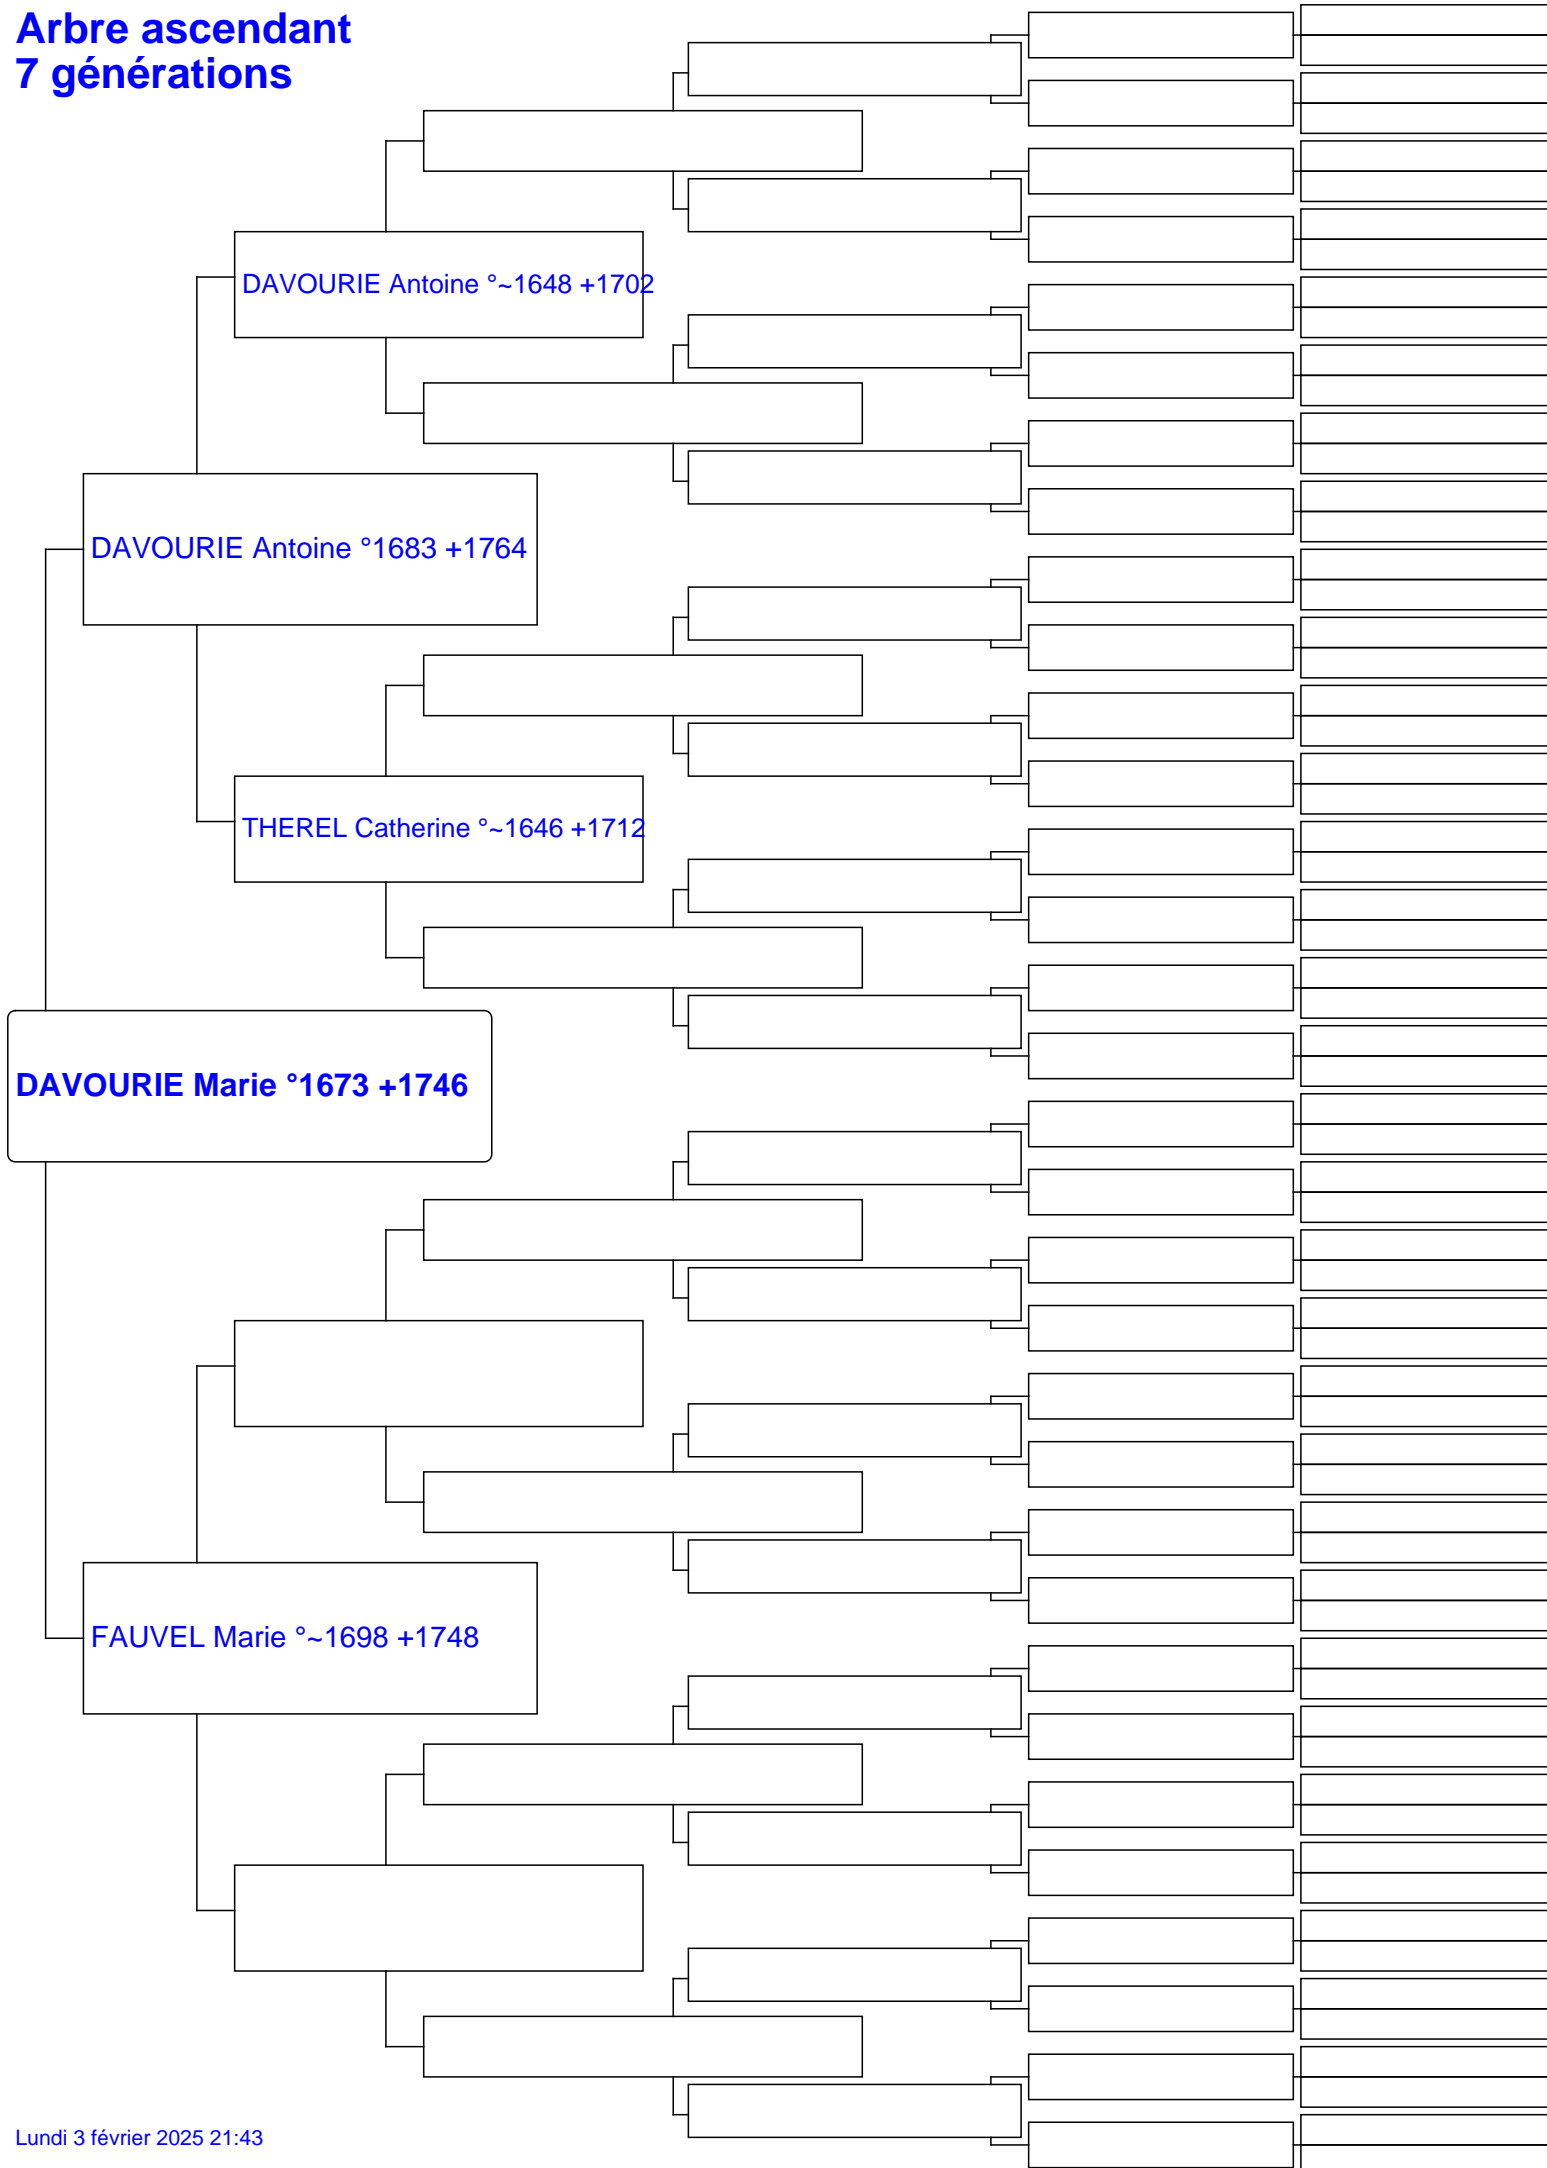 Arbre ascendant
7 générations
DAVOURIE Antoine °~1648 +1702
DAVOURIE Antoine °1683 +1764
THEREL Catherine °~1646 +1712
DAVOURIE Marie °1673 +1746
FAUVEL Marie °~1698 +1748
Lundi 3 février 2025 21:43